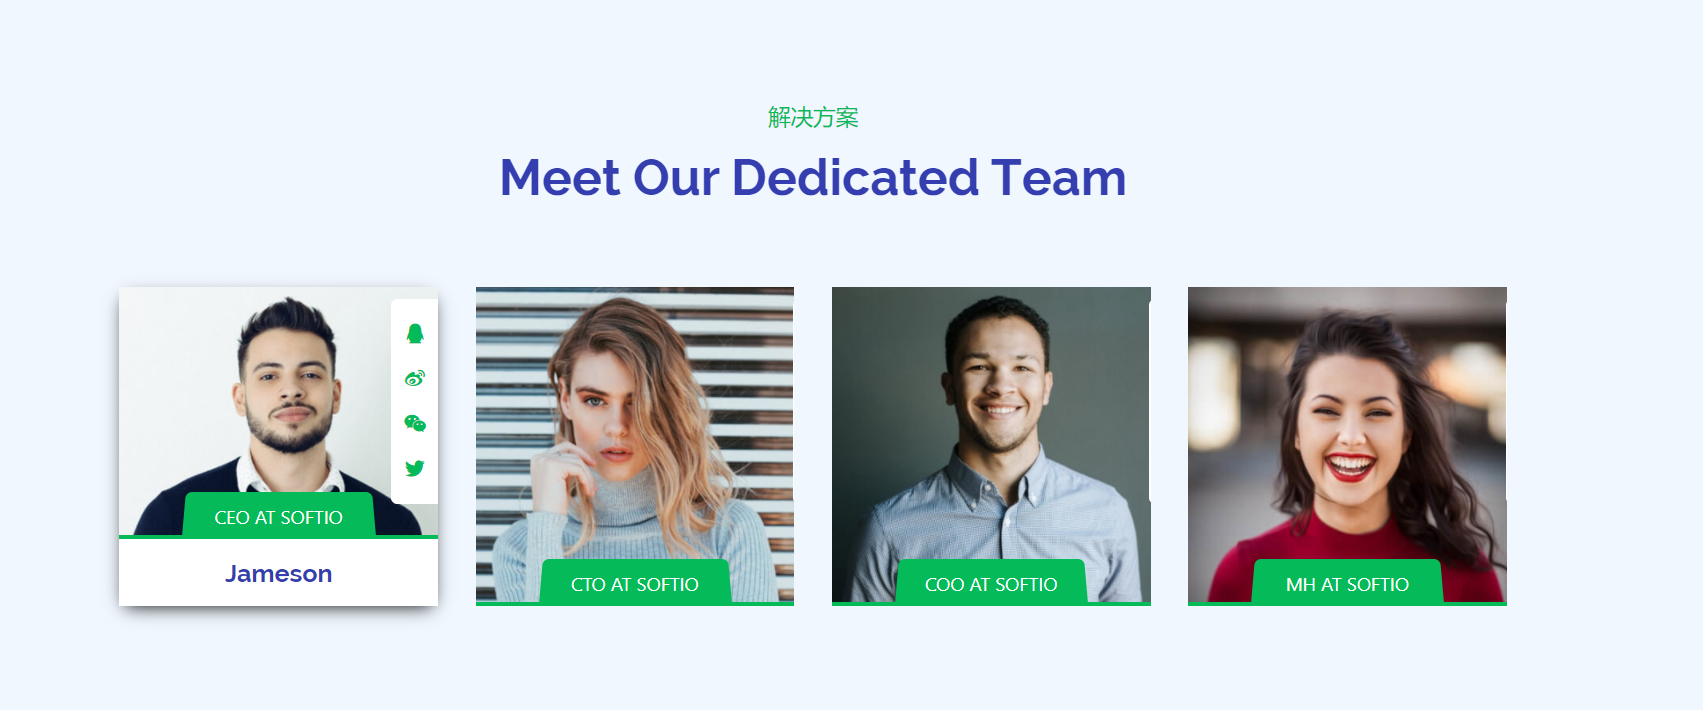 解决方案
Meet Our Dedicated Team
CEO AT SOFTIO
Jameson
CTO AT SOFTIO
COO AT SOFTIO
MH AT SOFTIO